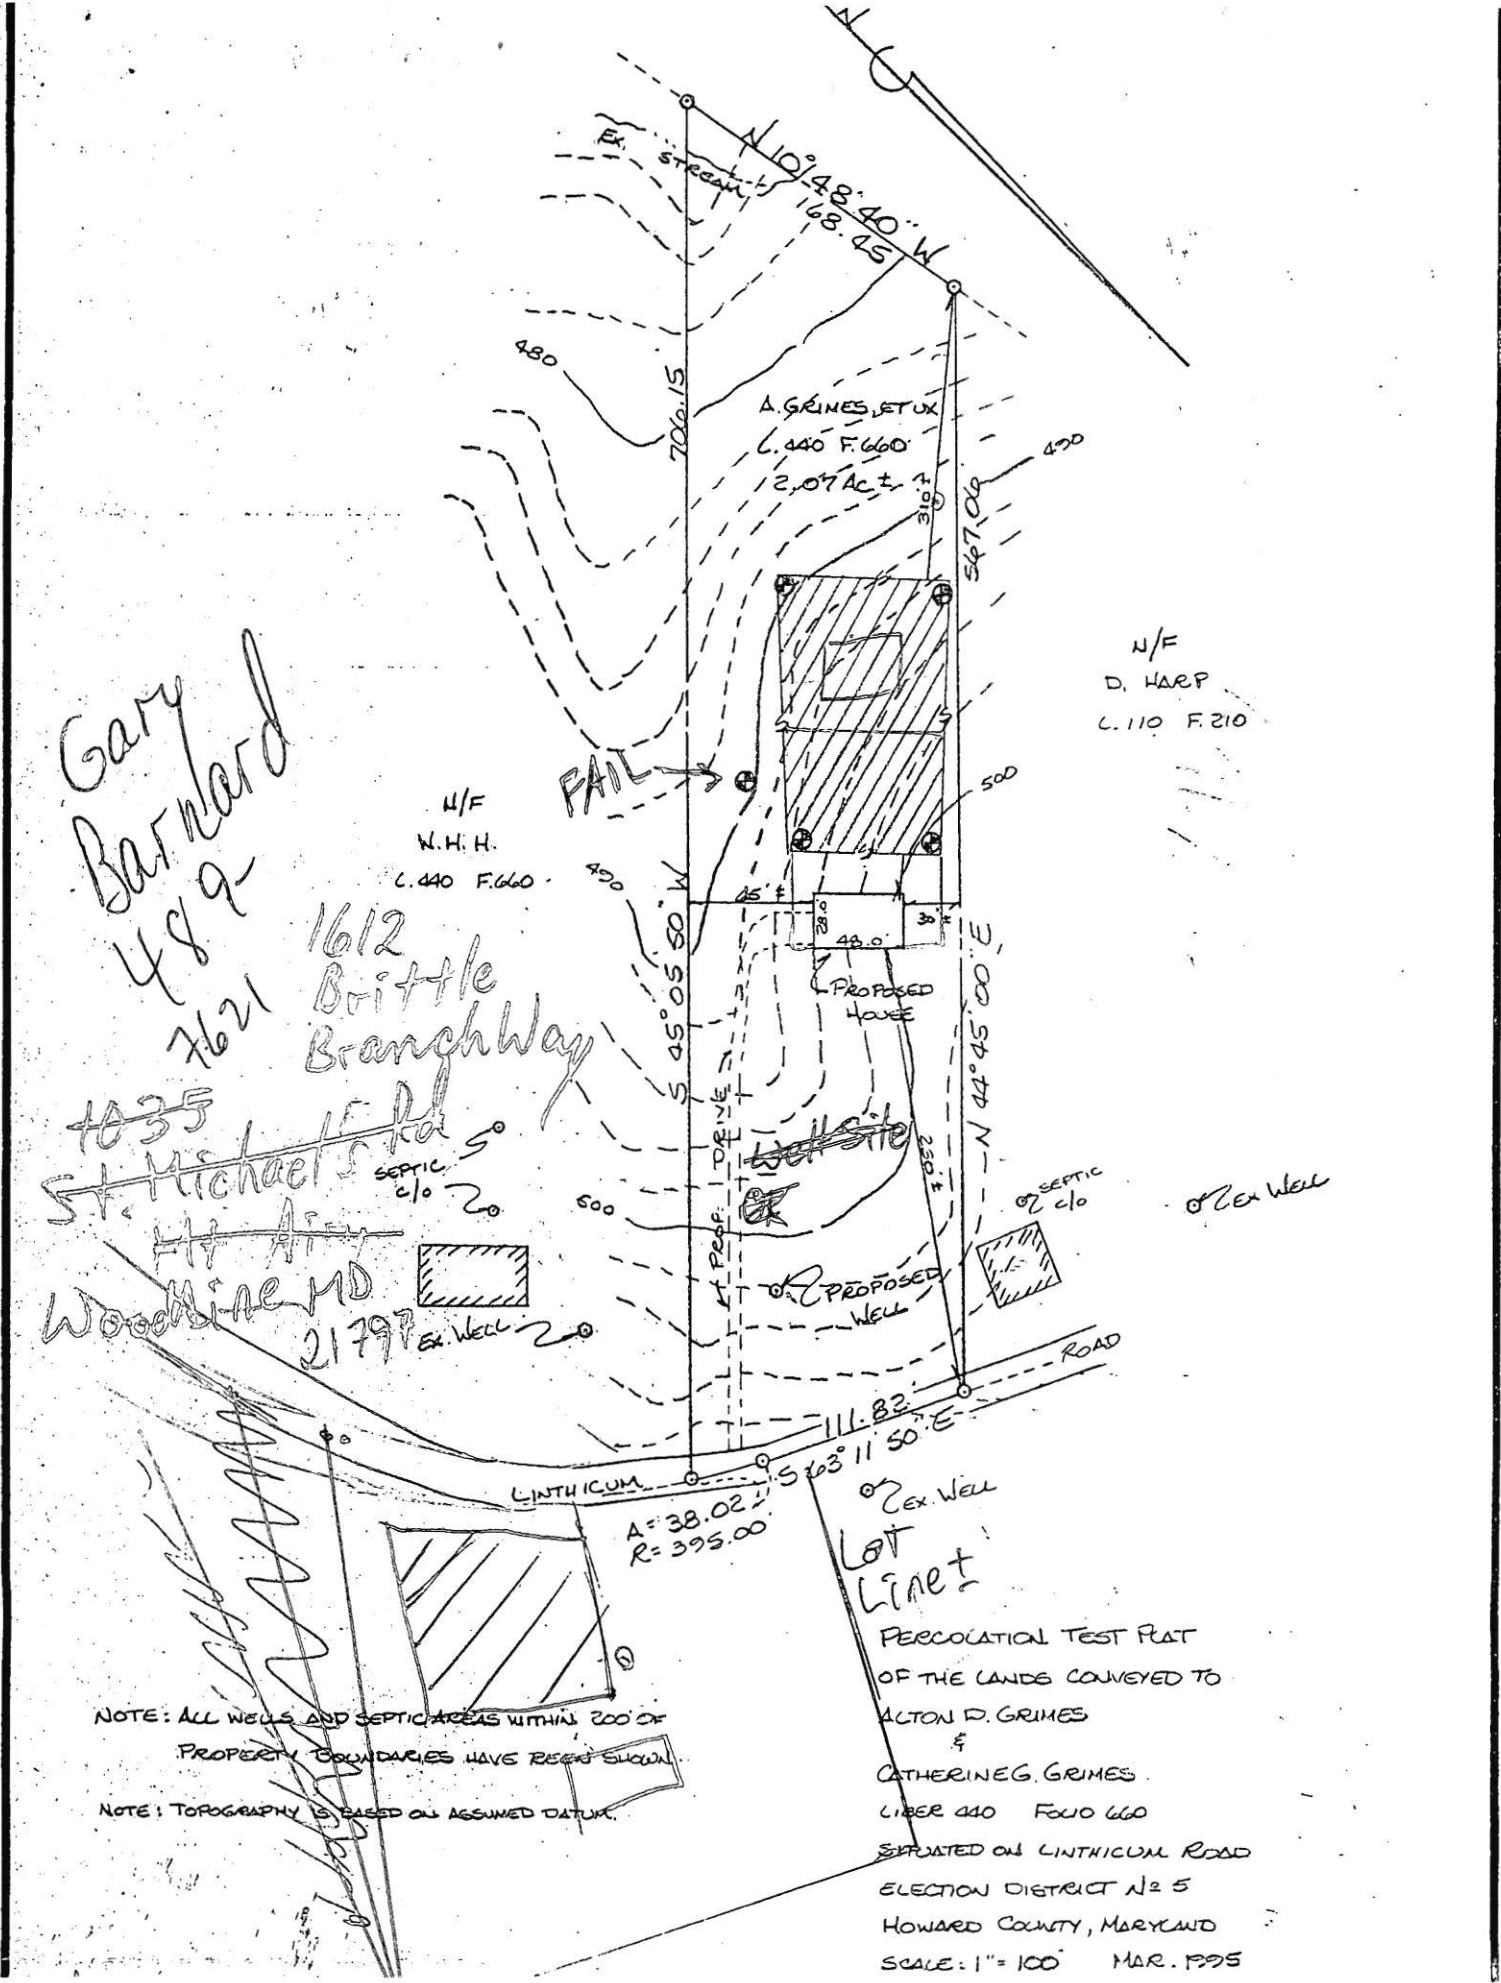 N
EX.
STREAM
N 10° 48' 40" W
168.45
480
706.15
A. GRIMES, ET UX
L. 440 F. 660
2.07 AC ±
490
310.±
567.06
N/F
D. HARP
L. 110 F. 210
500
FAIL
N/F
W.H.H.
L. 440 F. 660
490
S 45° 05' 50" W
65' ±
28.0
48.0
30' ±
PROPOSED
HOUSE
N 44° 45' 00" E
Gary
Barnard
489-
7621
1612
Brittle
Branch Way
1035
St. Michael's Rd
Mt Airy
Woodbine MD
21797
SEPTIC
c/o
500
PROP. DRIVE
Well Site
OK
250' ±
SEPTIC
c/o
EX WELL
PROPOSED
WELL
EX. WELL
ROAD
111.82
S 63° 11' 50" E
LINTHICUM
A = 38.02
R = 395.00
EX. WELL
Lot
Line ±
PERCOLATION TEST PLAT
OF THE LANDS CONVEYED TO
ALTON D. GRIMES
&
CATHERINE G. GRIMES
LIBER 440 FOLIO 660
SITUATED ON LINTHICUM ROAD
ELECTION DISTRICT No 5
HOWARD COUNTY, MARYLAND
SCALE: 1" = 100' MAR. 1995
NOTE: ALL WELLS AND SEPTIC AREAS WITHIN 200' OF
PROPERTY BOUNDARIES HAVE BEEN SHOWN.
NOTE: TOPOGRAPHY IS BASED ON ASSUMED DATUM.